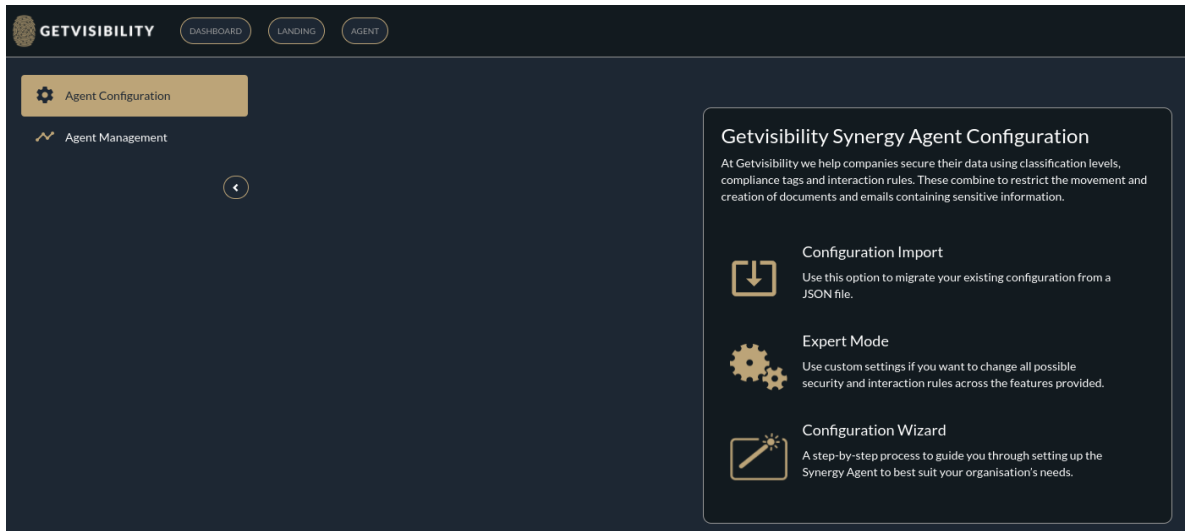 GETVISIBILITY
DASHBOARD
LANDING
AGENT
Agent Configuration
Agent Management
Getvisibility Synergy Agent Configuration
At Getvisibility we help companies secure their data using classification levels,
compliance tags and interaction rules. These combine to restrict the movement and
creation of documents and emails containing sensitive information.
Configuration Import
Use this option to migrate your existing configuration from a
JSON file.
Expert Mode
Use custom settings if you want to change all possible
security and interaction rules across the features provided.
Configuration Wizard
A step-by-step process to guide you through setting up the
Synergy Agent to best suit your organisation's needs.